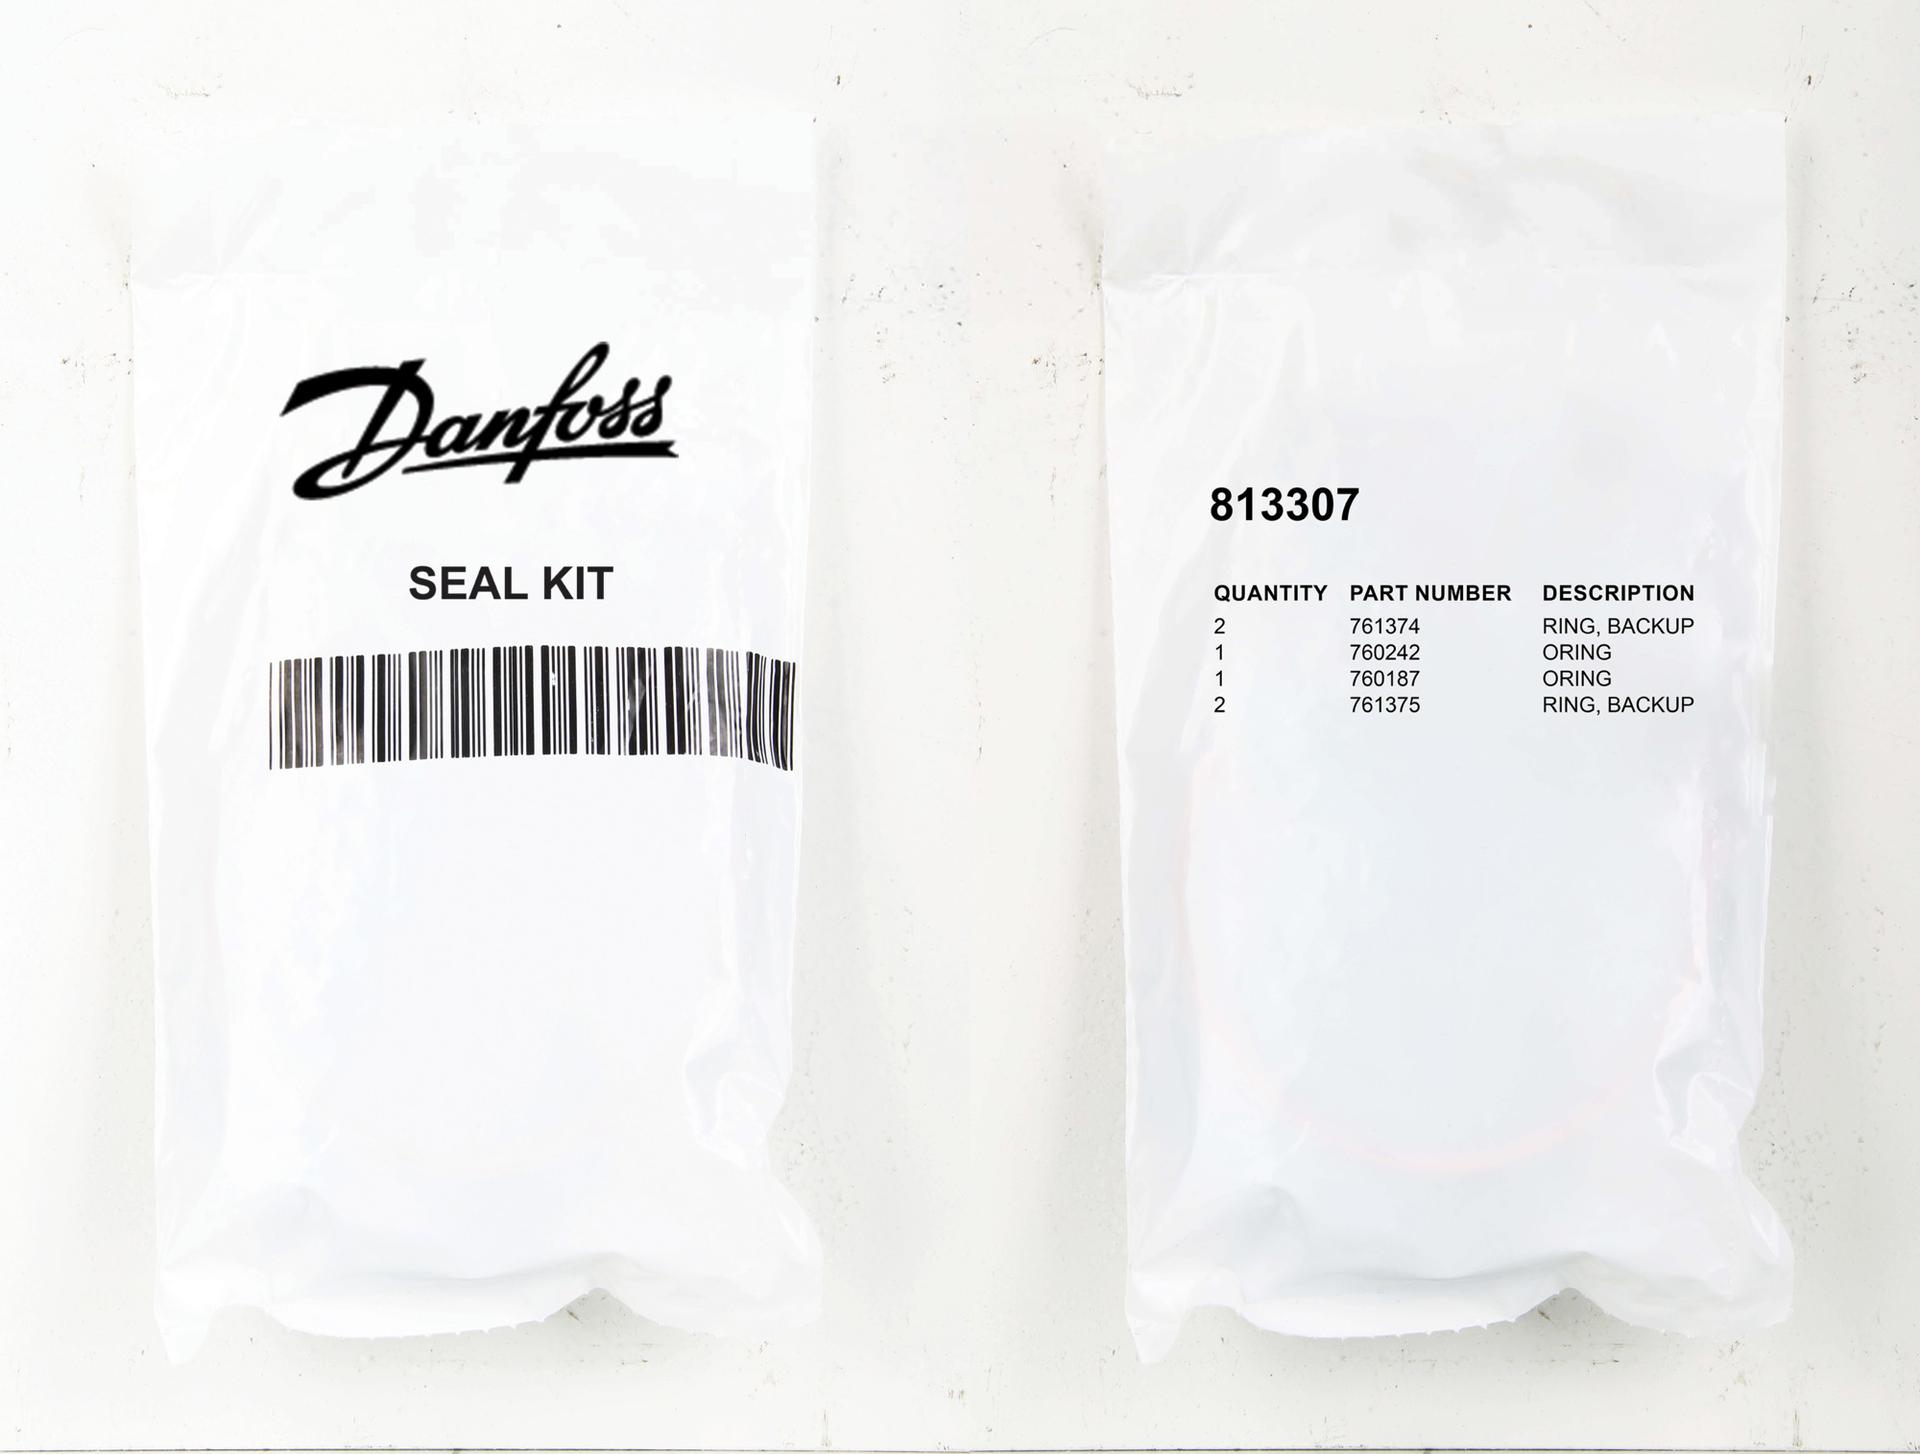 Danfoss
SEAL KIT
813307
QUANTITY PART NUMBER DESCRIPTION
2 761374 RING, BACKUP
1 760242 ORING
1 760187 ORING
2 761375 RING, BACKUP